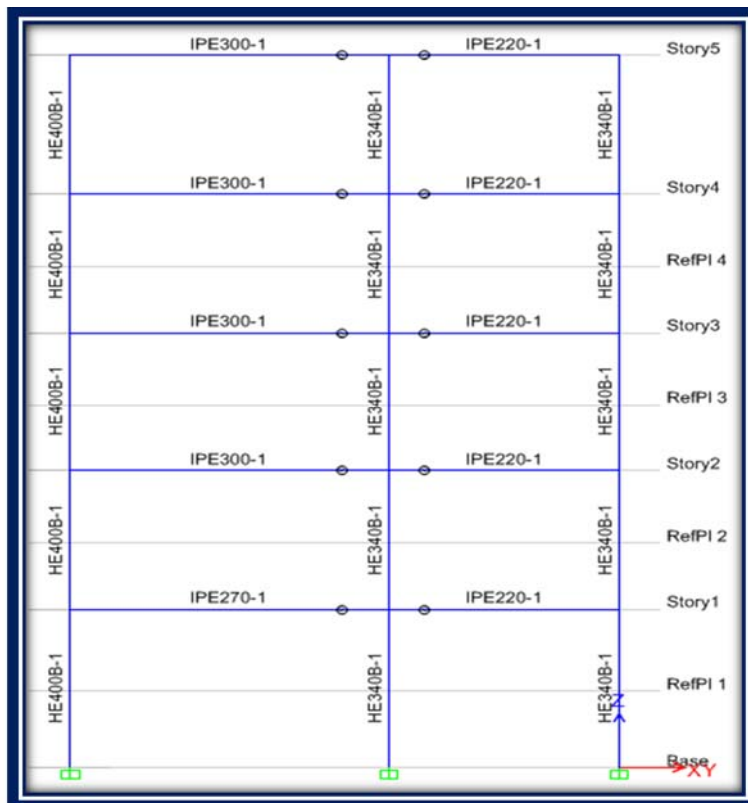 IPE300-1 IPE220-1 Story5
HE400B-1 HE340B-1 HE340B-1
IPE300-1 IPE220-1 Story4
HE400B-1 HE340B-1 HE340B-1 RefPl 4
IPE300-1 IPE220-1 Story3
HE400B-1 HE340B-1 HE340B-1 RefPl 3
IPE300-1 IPE220-1 Story2
HE400B-1 HE340B-1 HE340B-1 RefPl 2
IPE270-1 IPE220-1 Story1
HE400B-1 HE340B-1 HE340B-1 RefPl 1
Z
Base
XY